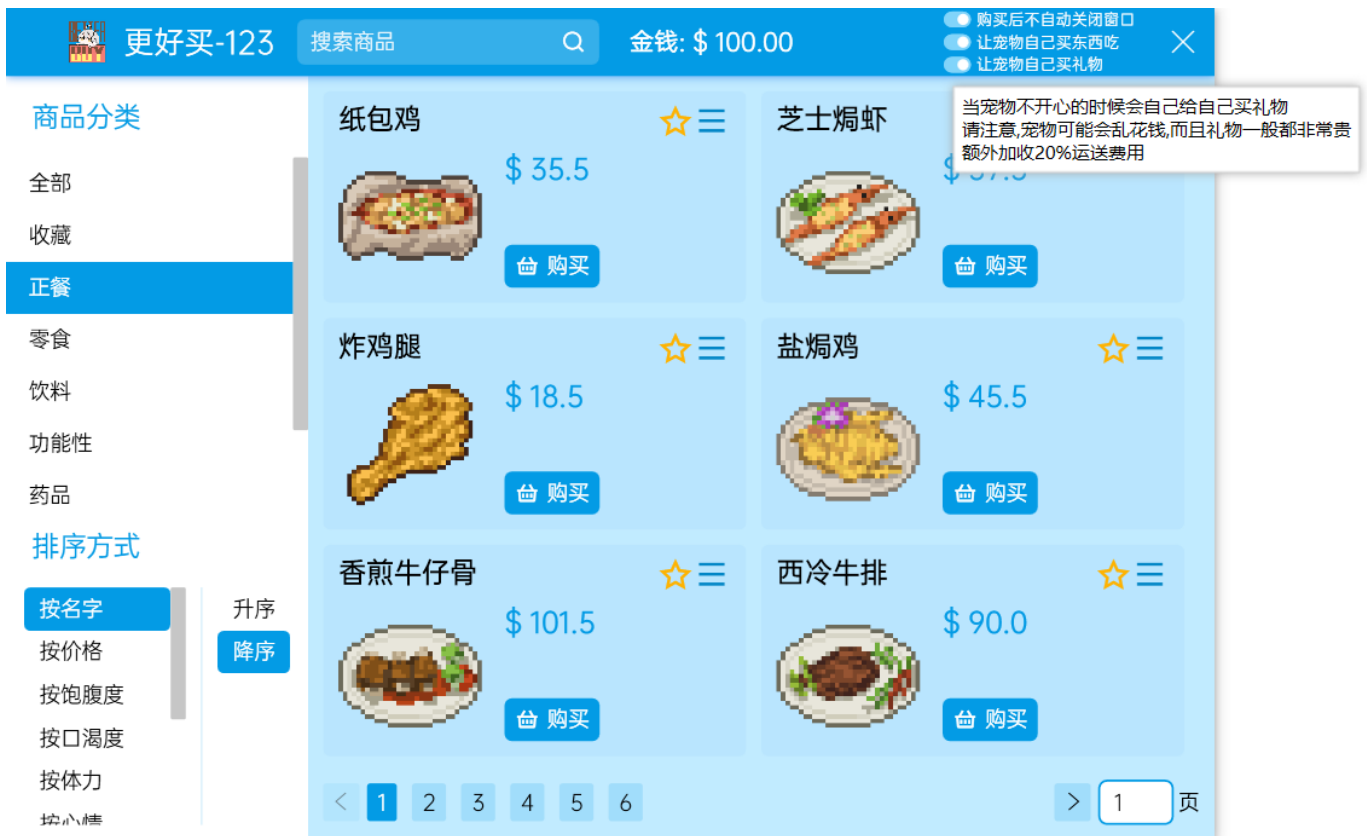 更好买-123
搜索商品
金钱: $ 100.00
购买后不自动关闭窗口
让宠物自己买东西吃
让宠物自己买礼物
当宠物不开心的时候会自己给自己买礼物
请注意,宠物可能会乱花钱,而且礼物一般都非常贵
额外加收20%运送费用
商品分类
全部
收藏
正餐
零食
饮料
功能性
药品
排序方式
按名字
按价格
按饱腹度
按口渴度
按体力
按心情
升序
降序
纸包鸡
$ 35.5
购买
芝士焗虾
购买
炸鸡腿
$ 18.5
购买
盐焗鸡
$ 45.5
购买
香煎牛仔骨
$ 101.5
购买
西冷牛排
$ 90.0
购买
1 2 3 4 5 6
1 页